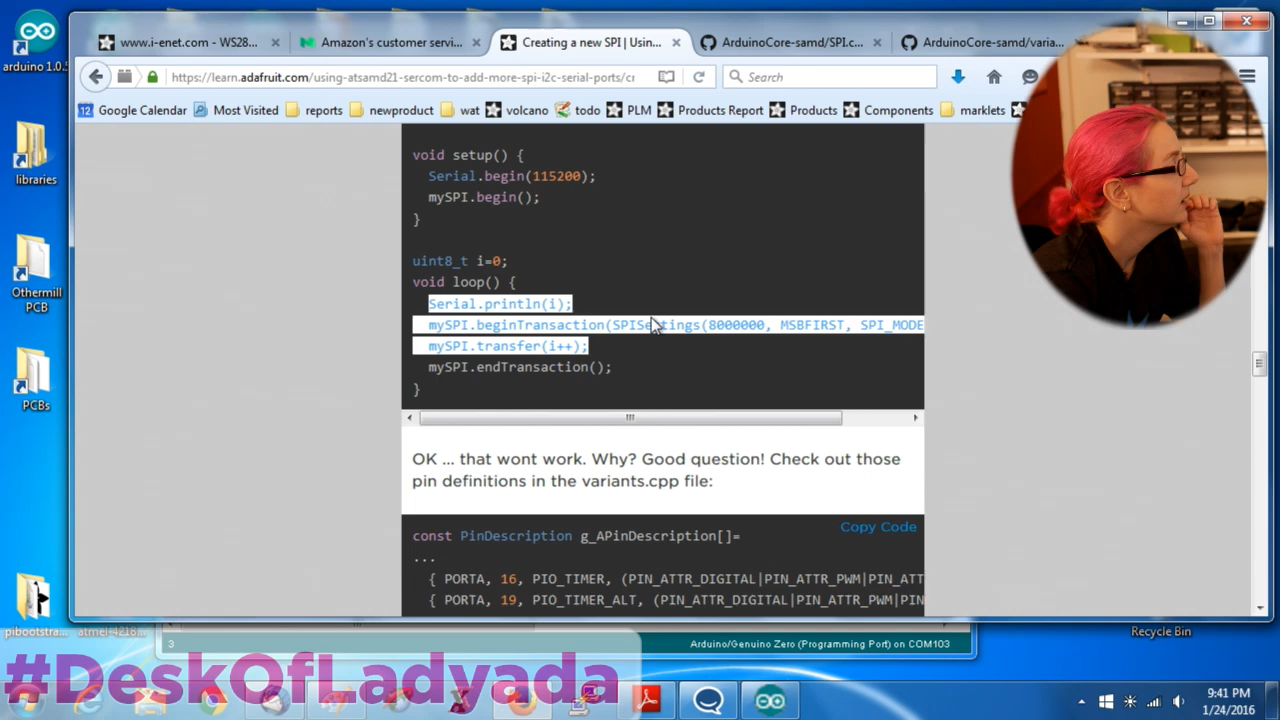 arduino 1.0.5
libraries
Othermill
PCB
PCBs
pibootstra...
atmel-4218...
www.i-enet.com - WS28...
Amazon's customer servi...
Creating a new SPI | Usin...
ArduinoCore-samd/SPI.c...
ArduinoCore-samd/varia...
https://learn.adafruit.com/using-atsamd21-sercom-to-add-more-spi-i2c-serial-ports/cr
Search
12 Google Calendar
Most Visited
reports
newproduct
wat
volcano
todo
PLM
Products Report
Products
Components
marklets
void setup() {
Serial.begin(115200);
mySPI.begin();
}
uint8_t i=0;
void loop() {
Serial.println(i);
mySPI.beginTransaction(SPISettings(8000000, MSBFIRST, SPI_MODE
mySPI.transfer(i++);
mySPI.endTransaction();
}
OK ... that wont work. Why? Good question! Check out those
pin definitions in the variants.cpp file:
Copy Code
const PinDescription g_APinDescription[]=
...
{ PORTA, 16, PIO_TIMER, (PIN_ATTR_DIGITAL|PIN_ATTR_PWM|PIN_ATT
{ PORTA, 19, PIO_TIMER_ALT, (PIN_ATTR_DIGITAL|PIN_ATTR_PWM|PIN
3
Arduino/Genuino Zero (Programming Port) on COM103
Recycle Bin
#DeskOfLadyada
9:41 PM
1/24/2016